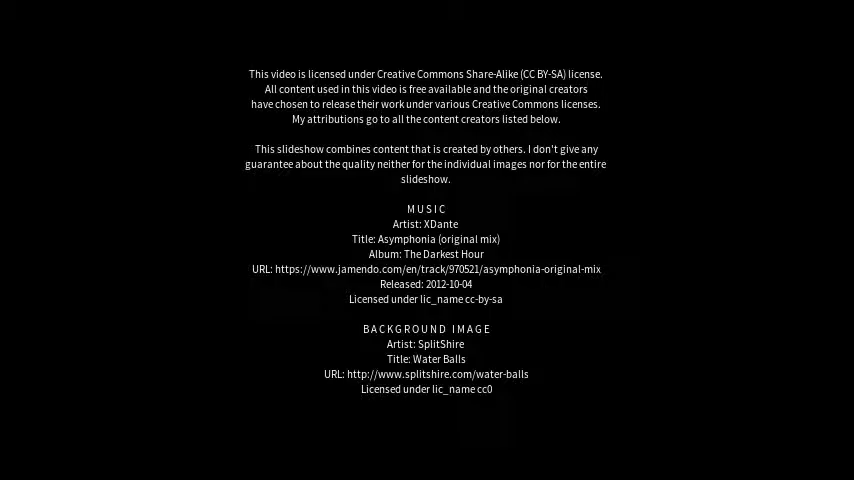 This video is licensed under Creative Commons Share-Alike (CC BY-SA) license.
All content used in this video is free available and the original creators
have chosen to release their work under various Creative Commons licenses.
My attributions go to all the content creators listed below.
This slideshow combines content that is created by others. I don't give any
guarantee about the quality neither for the individual images nor for the entire
slideshow.
MUSIC
Artist: XDante
Title: Asymphonia (original mix)
Album: The Darkest Hour
URL: https://www.jamendo.com/en/track/970521/asymphonia-original-mix
Released: 2012-10-04
Licensed under lic_name cc-by-sa
BACKGROUND IMAGE
Artist: SplitShire
Title: Water Balls
URL: http://www.splitshire.com/water-balls
Licensed under lic_name cc0